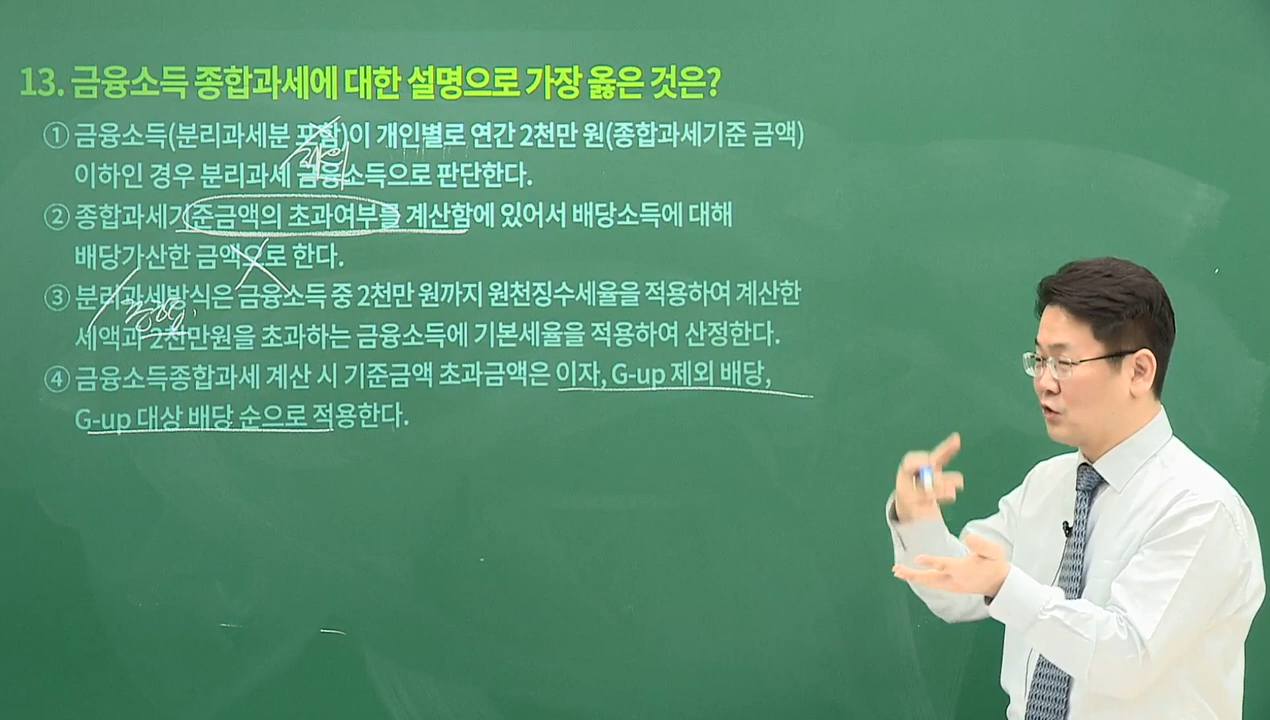 13. 금융소득 종합과세에 대한 설명으로 가장 옳은 것은?
① 금융소득(분리과세분 포함)이 개인별로 연간 2천만 원(종합과세기준 금액)
제외
이하인 경우 분리과세 금융소득으로 판단한다.
② 종합과세기준금액의 초과여부를 계산함에 있어서 배당소득에 대해
배당가산한 금액으로 한다.
③ 분리과세방식은 금융소득 중 2천만 원까지 원천징수세율을 적용하여 계산한
종합
세액과 2천만원을 초과하는 금융소득에 기본세율을 적용하여 산정한다.
④ 금융소득종합과세 계산 시 기준금액 초과금액은 이자, G-up 제외 배당,
G-up 대상 배당 순으로 적용한다.